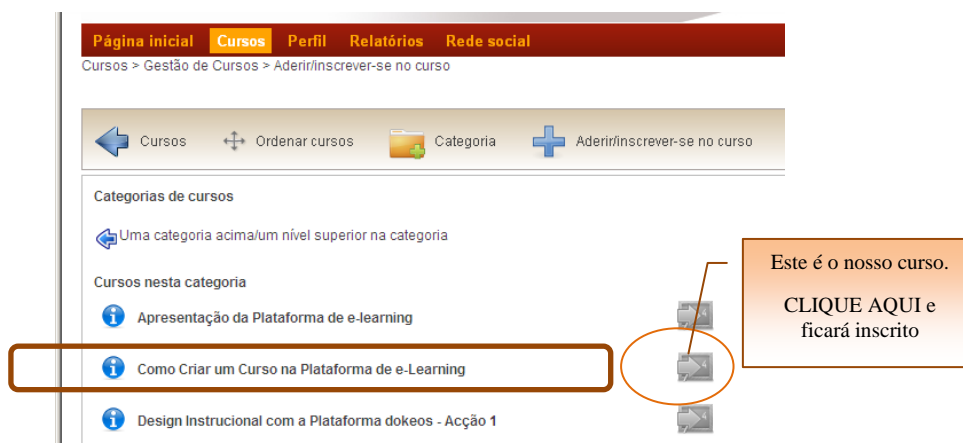 Página inicial Cursos Perfil Relatórios Rede social
Cursos > Gestão de Cursos > Aderir/inscrever-se no curso
Cursos Ordenar cursos Categoria Aderir/inscrever-se no curso
Categorias de cursos
Uma categoria acima/um nível superior na categoria
Cursos nesta categoria
Apresentação da Plataforma de e-learning
Como Criar um Curso na Plataforma de e-Learning
Design Instrucional com a Plataforma dokeos - Acção 1
Este é o nosso curso.
CLIQUE AQUI e
ficará inscrito